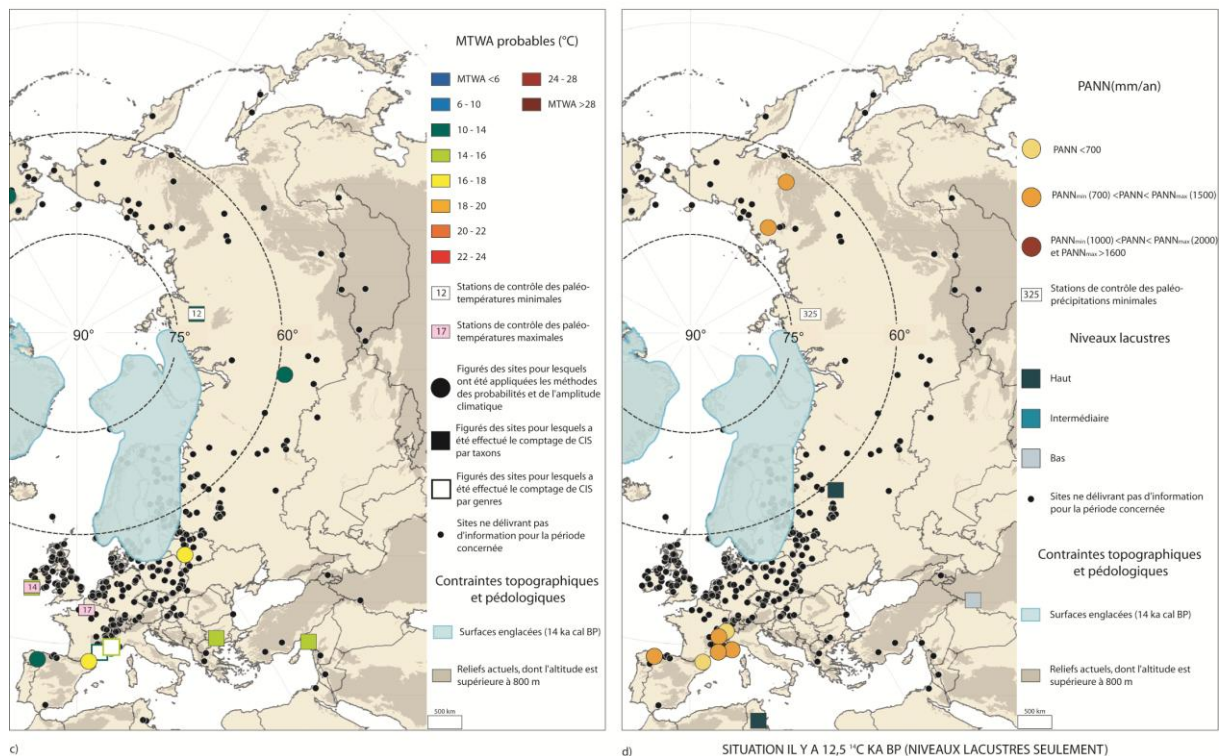 MTWA probables (°C)
MTWA <6
24 - 28
6 - 10
MTWA >28
10 - 14
14 - 16
16 - 18
18 - 20
20 - 22
22 - 24
12
Stations de contrôle des paléo-
températures minimales
17
Stations de contrôle des paléo-
températures maximales
Figurés des sites pour lesquels
ont été appliquées les méthodes
des probabilités et de l'amplitude
climatique
Figurés des sites pour lesquels a
été effectué le comptage de CIS
par taxons
Figurés des sites pour lesquels a
été effectué le comptage de CIS
par genres
Sites ne délivrant pas
d'information pour la période
concernée
Contraintes topographiques
et pédologiques
Surfaces englacées (14 ka cal BP)
Reliefs actuels, dont l'altitude est
supérieure à 800 m
500 km
12
90°
75°
60°
14
17
c)
PANN(mm/an)
PANN <700
PANNmin (700) <PANN< PANNmax (1500)
PANNmin (1000) <PANN< PANNmax (2000)
et PANNmax >1600
325
Stations de contrôle des paléo-
précipitations minimales
Niveaux lacustres
Haut
Intermédiaire
Bas
Sites ne délivrant pas d'information
pour la période concernée
Contraintes topographiques
et pédologiques
Surfaces englacées (14 ka cal BP)
Reliefs actuels, dont l'altitude est
supérieure à 800 m
500 km
325
90°
75°
60°
d)
SITUATION IL Y A 12,5 ¹⁴C KA BP (NIVEAUX LACUSTRES SEULEMENT)